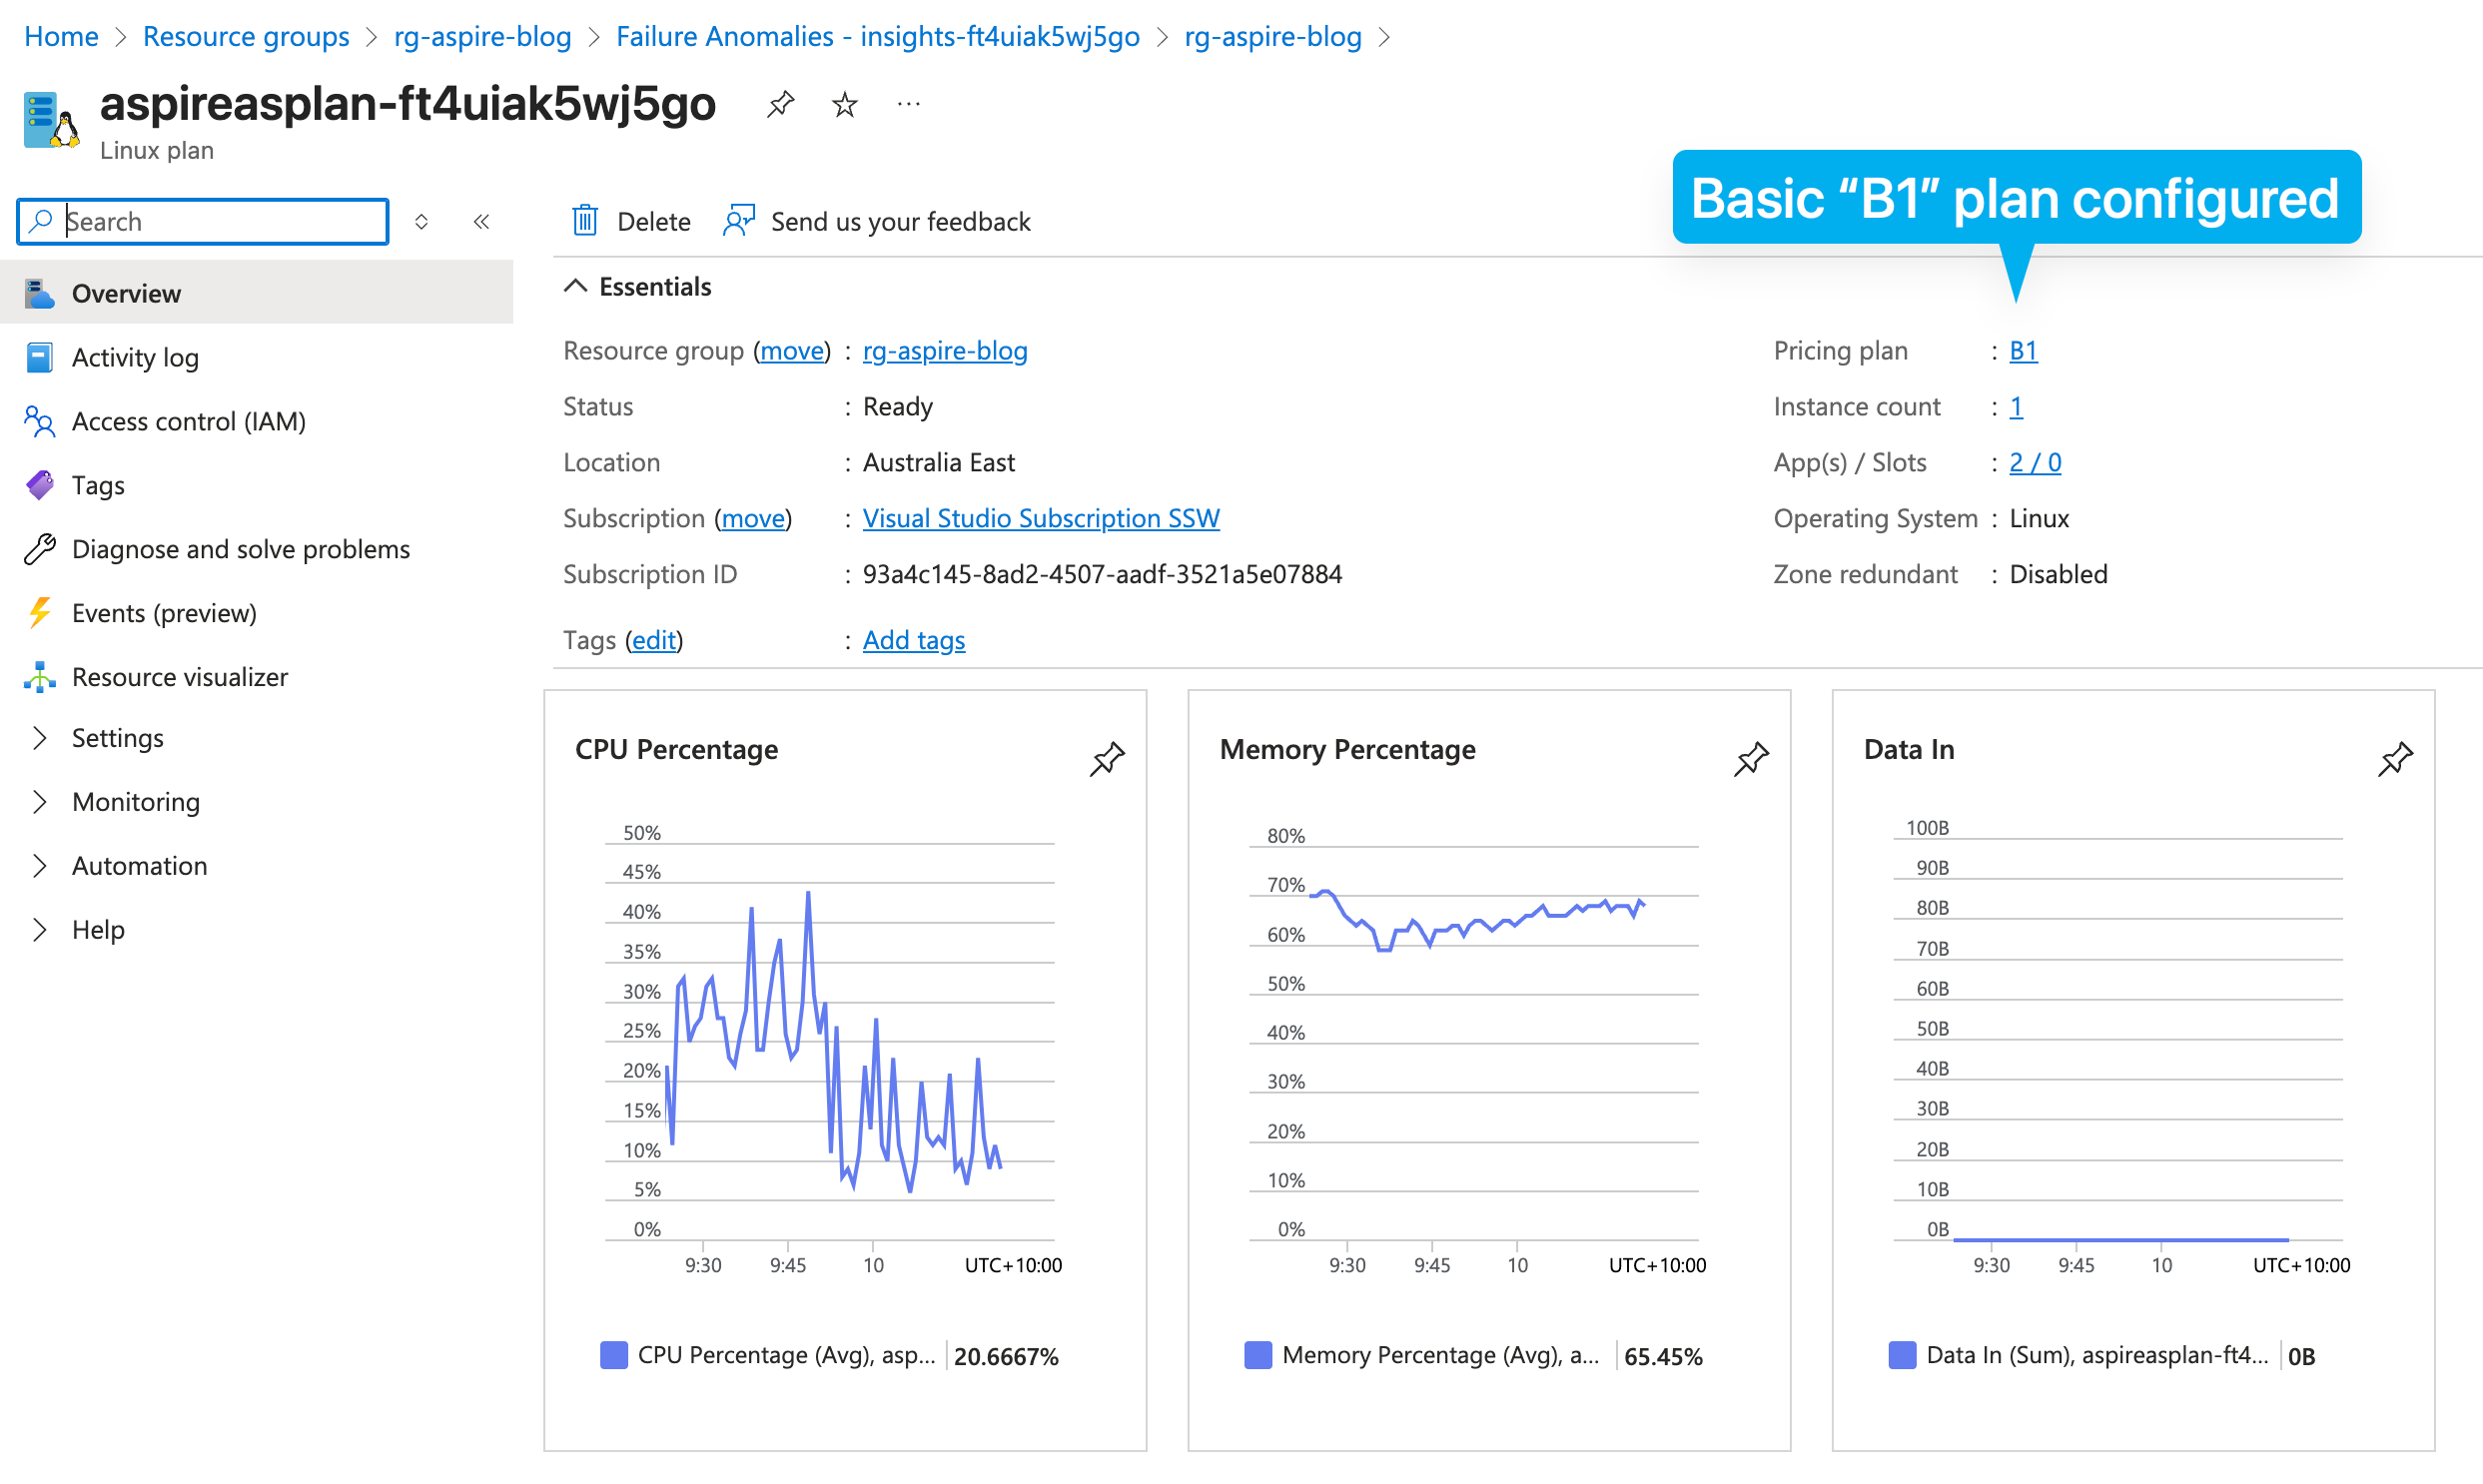 Home > Resource groups > rg-aspire-blog > Failure Anomalies - insights-ft4uiak5wj5go > rg-aspire-blog >
aspireasplan-ft4uiak5wj5go
Linux plan
Basic “B1” plan configured
Search
Delete
Send us your feedback
Overview
Activity log
Access control (IAM)
Tags
Diagnose and solve problems
Events (preview)
Resource visualizer
Settings
Monitoring
Automation
Help
Essentials
Resource group (move) : rg-aspire-blog
Status : Ready
Location : Australia East
Subscription (move) : Visual Studio Subscription SSW
Subscription ID : 93a4c145-8ad2-4507-aadf-3521a5e07884
Tags (edit) : Add tags
Pricing plan : B1
Instance count : 1
App(s) / Slots : 2 / 0
Operating System : Linux
Zone redundant : Disabled
CPU Percentage
50%
45%
40%
35%
30%
25%
20%
15%
10%
5%
0%
9:30 9:45 10 UTC+10:00
CPU Percentage (Avg), asp... 20.6667%
Memory Percentage
80%
70%
60%
50%
40%
30%
20%
10%
0%
9:30 9:45 10 UTC+10:00
Memory Percentage (Avg), a... 65.45%
Data In
100B
90B
80B
70B
60B
50B
40B
30B
20B
10B
0B
9:30 9:45 10 UTC+10:00
Data In (Sum), aspireasplan-ft4... 0B